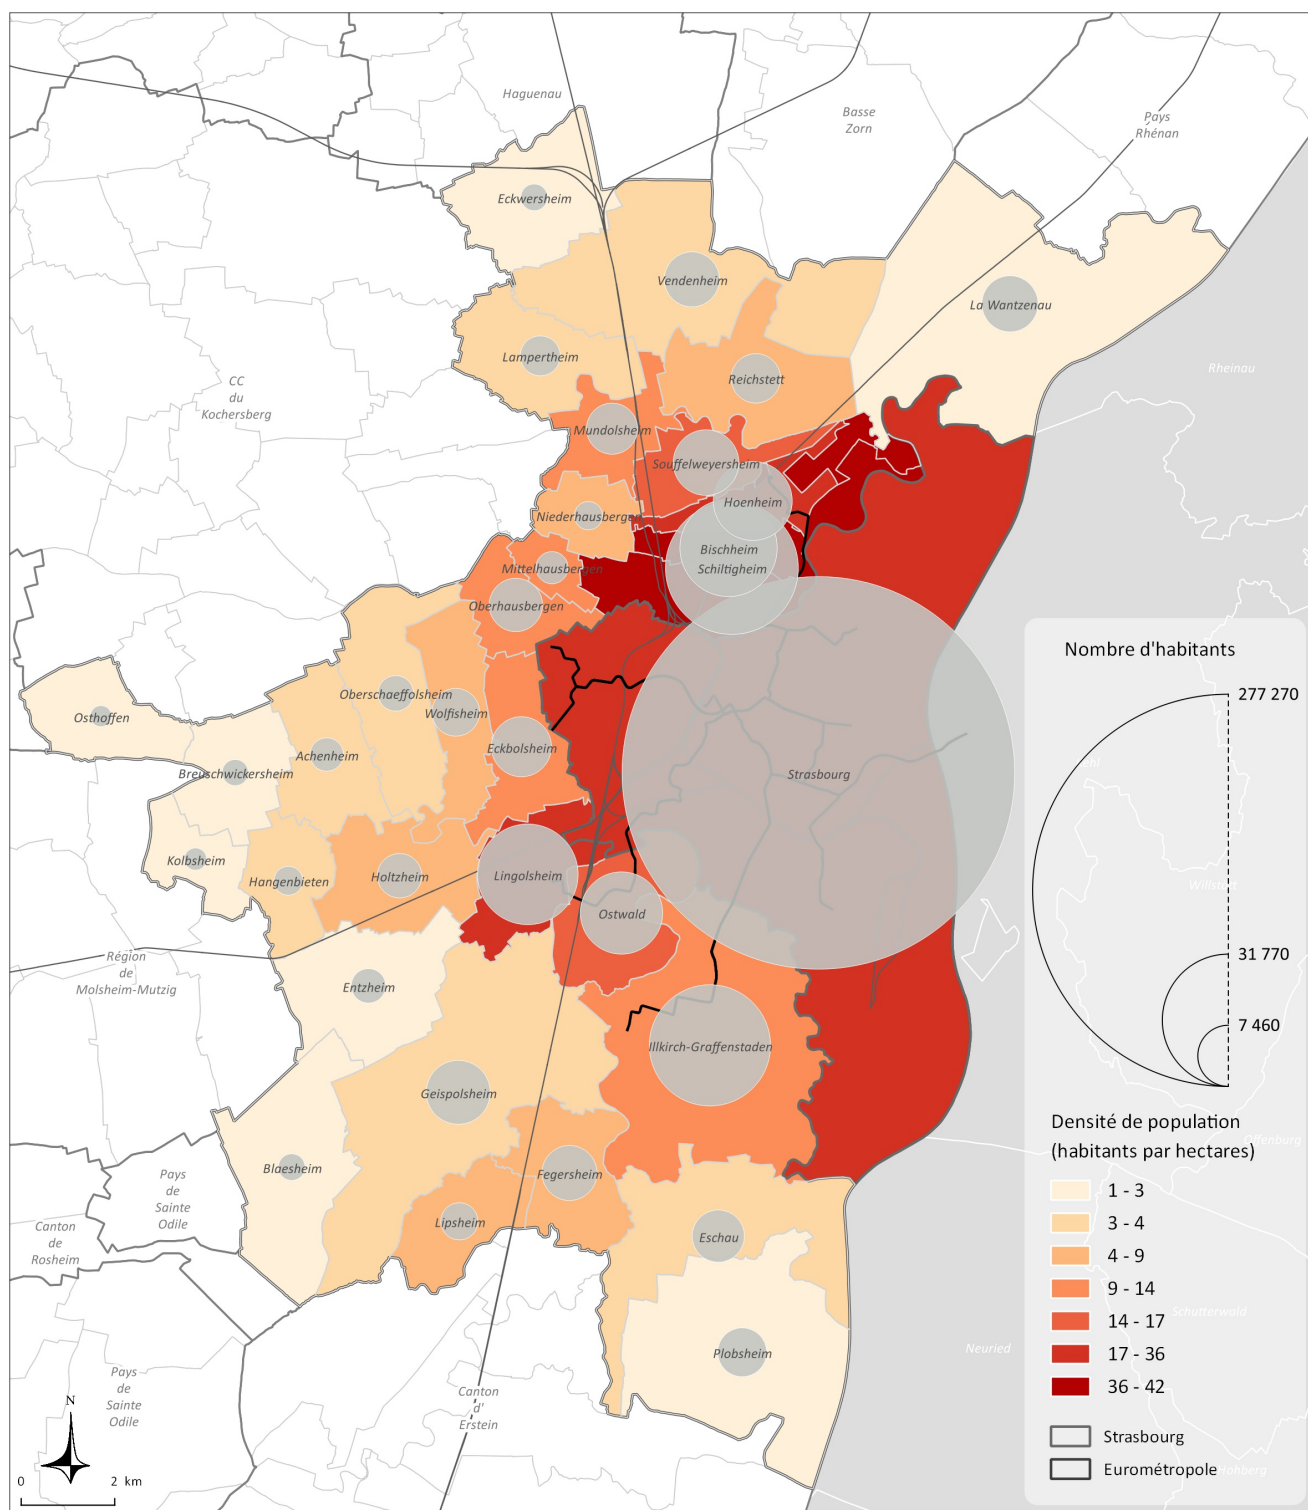 Haguenau
Basse
Zorn
Pays
Rhénan
Eckwersheim
Vendenheim
La Wantzenau
Lampertheim
Reichstett
Rheinau
CC
du
Kochersberg
Mundolsheim
Souffelweyersheim
Hoenheim
Niederhausbergen
Bischheim
Schiltigheim
Mittelhausbergen
Oberhausbergen
Oberschaeffolsheim
Wolfisheim
Osthoffen
Achenheim
Eckbolsheim
Breuschwickersheim
Strasbourg
Kolbsheim
Hangenbieten
Holtzheim
Lingolsheim
Ostwald
Willstätt
Région
de
Molsheim-Mutzig
Entzheim
Illkirch-Graffenstaden
Geispolsheim
Blaesheim
Fegersheim
Lipsheim
Eschau
Plobsheim
Pays
de
Sainte
Odile
Canton
de
Rosheim
Pays
de
Sainte
Odile
Canton
d'
Erstein
Neuried
Offenburg
Schutterwald
Hohberg
Nombre d'habitants
277 270
31 770
7 460
Densité de population
(habitants par hectares)
1 - 3
3 - 4
4 - 9
9 - 14
14 - 17
17 - 36
36 - 42
Strasbourg
Eurométropole
N
0 2 km